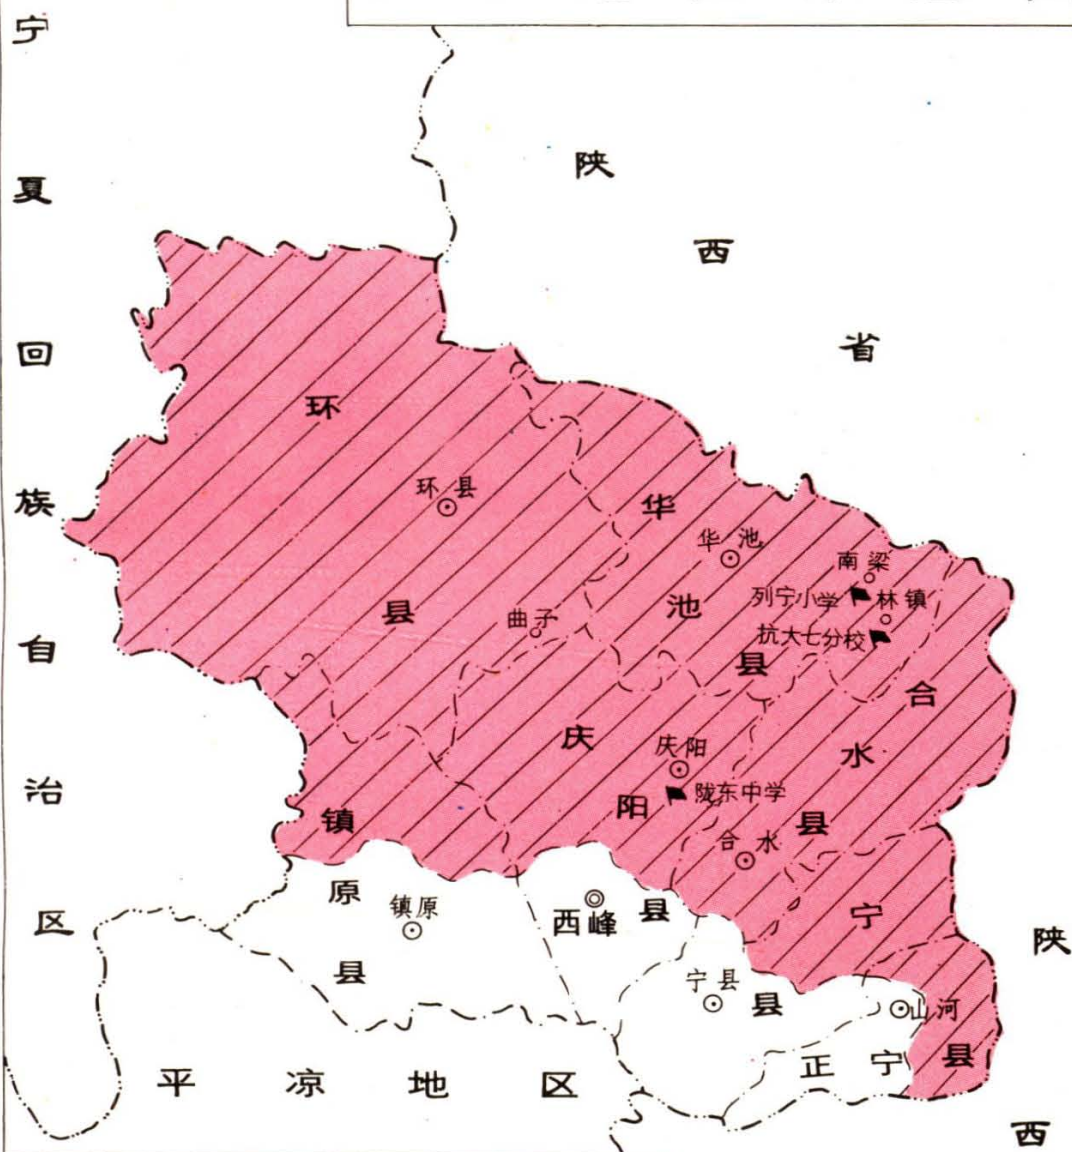 宁夏回族自治区
陕西省
环县
环县
曲子
华池县
华池
南梁
列宁小学
林镇
抗大七分校
合水县
庆阳县
庆阳
陇东中学
合水
镇原县
镇原
西峰
宁县
宁县
山河
正宁县
平凉地区
陕西